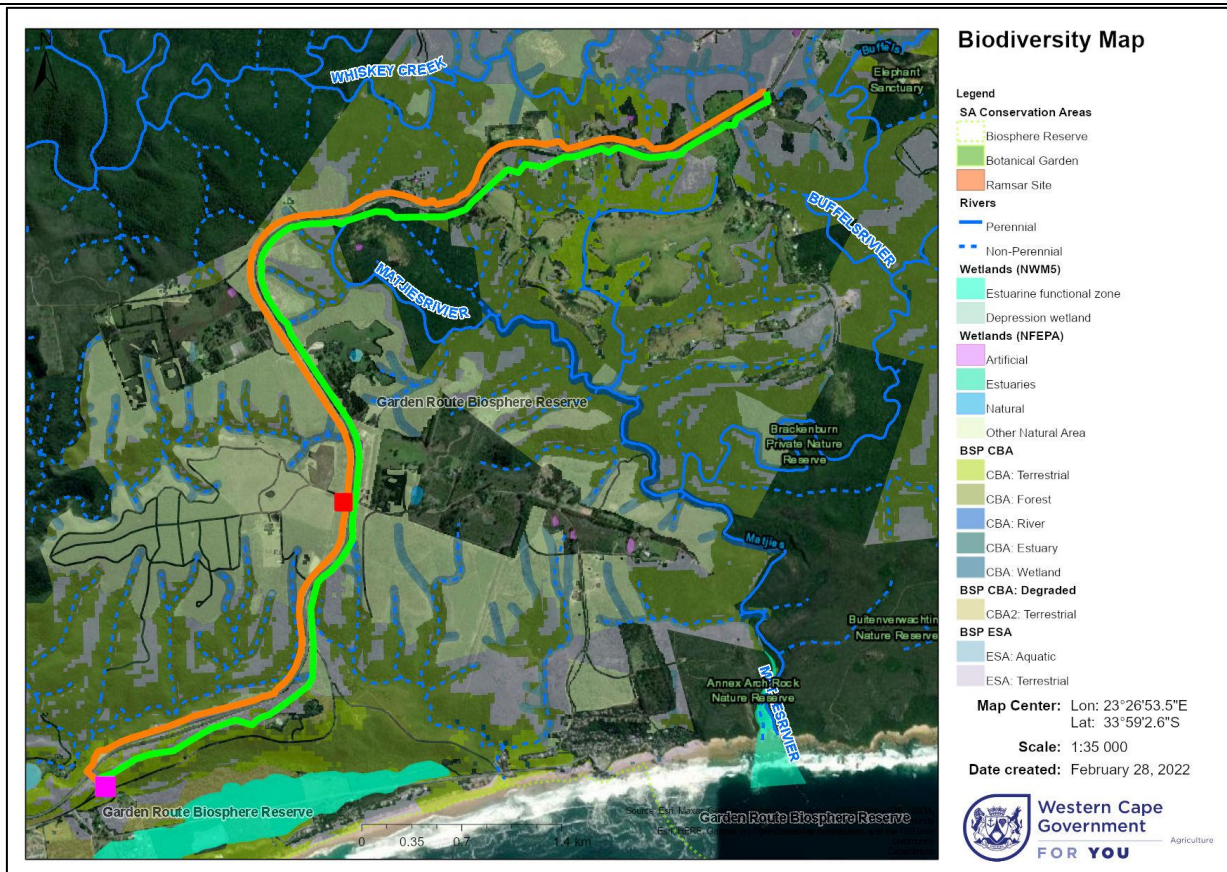 Biodiversity Map
WHISKEY CREEK
Buffels
Elephant
Sanctuary
BUFFELSRIVIER
MATJIESRIVIER
Garden Route Biosphere Reserve
Brackenburn
Private Nature
Reserve
Matjies
Buitenverwachtin
Nature Reserve
Annex Arch Rock
Nature Reserve
Garden Route Biosphere Reserve
Garden Route Biosphere Reserve
0 0.35 0.7 1.4 km
Legend
SA Conservation Areas
Biosphere Reserve
Botanical Garden
Ramsar Site
Rivers
Perennial
Non-Perennial
Wetlands (NWM5)
Estuarine functional zone
Depression wetland
Wetlands (NFEPA)
Artificial
Estuaries
Natural
Other Natural Area
BSP CBA
CBA: Terrestrial
CBA: Forest
CBA: River
CBA: Estuary
CBA: Wetland
BSP CBA: Degraded
CBA2: Terrestrial
BSP ESA
ESA: Aquatic
ESA: Terrestrial
Map Center: Lon: 23°26'53.5"E
Lat: 33°59'2.6"S
Scale: 1:35 000
Date created: February 28, 2022
Western Cape
Government
Agriculture
FOR YOU